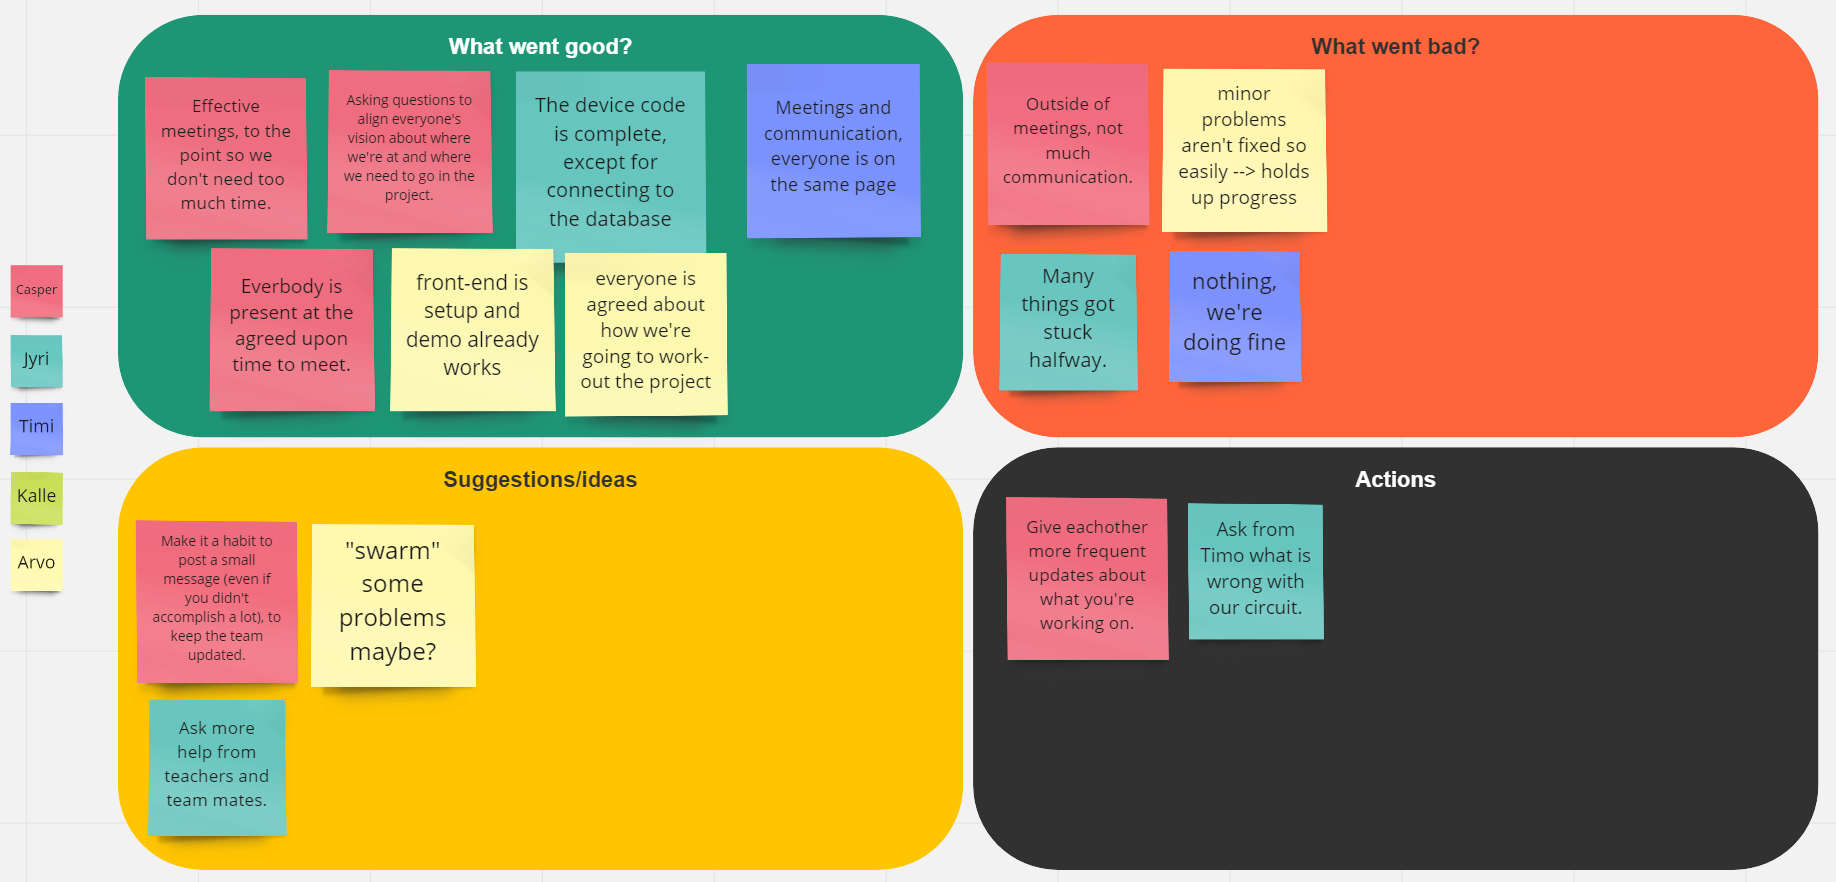 What went good?
Effective
meetings, to the
point so we
don't need too
much time.
Asking questions to
align everyone's
vision about where
we're at and where
we need to go in the
project.
The device code
is complete,
except for
connecting to
the database
Meetings and
communication,
everyone is on
the same page
Everbody is
present at the
agreed upon
time to meet.
front-end is
setup and
demo already
works
everyone is
agreed about
how we're
going to work-
out the project
What went bad?
Outside of
meetings, not
much
communication.
minor
problems
aren't fixed so
easily --> holds
up progress
Many
things got
stuck
halfway.
nothing,
we're
doing fine
Casper
Jyri
Timi
Kalle
Arvo
Suggestions/ideas
Make it a habit to
post a small
message (even if
you didn't
accomplish a lot), to
keep the team
updated.
"swarm"
some
problems
maybe?
Ask more
help from
teachers and
team mates.
Actions
Give eachother
more frequent
updates about
what you're
working on.
Ask from
Timo what is
wrong with
our circuit.